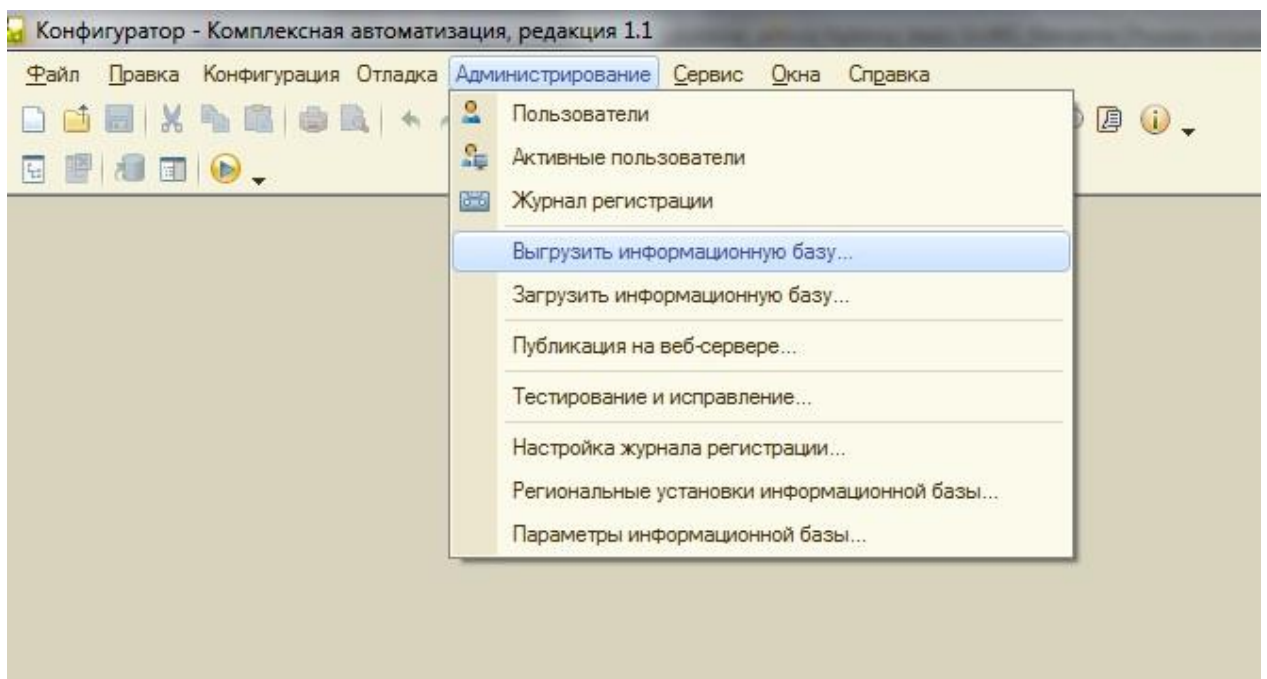 Конфигуратор - Комплексная автоматизация, редакция 1.1
Файл Правка Конфигурация Отладка Администрирование Сервис Окна Справка
Пользователи
Активные пользователи
Журнал регистрации
Выгрузить информационную базу...
Загрузить информационную базу...
Публикация на веб-сервере...
Тестирование и исправление...
Настройка журнала регистрации...
Региональные установки информационной базы...
Параметры информационной базы...